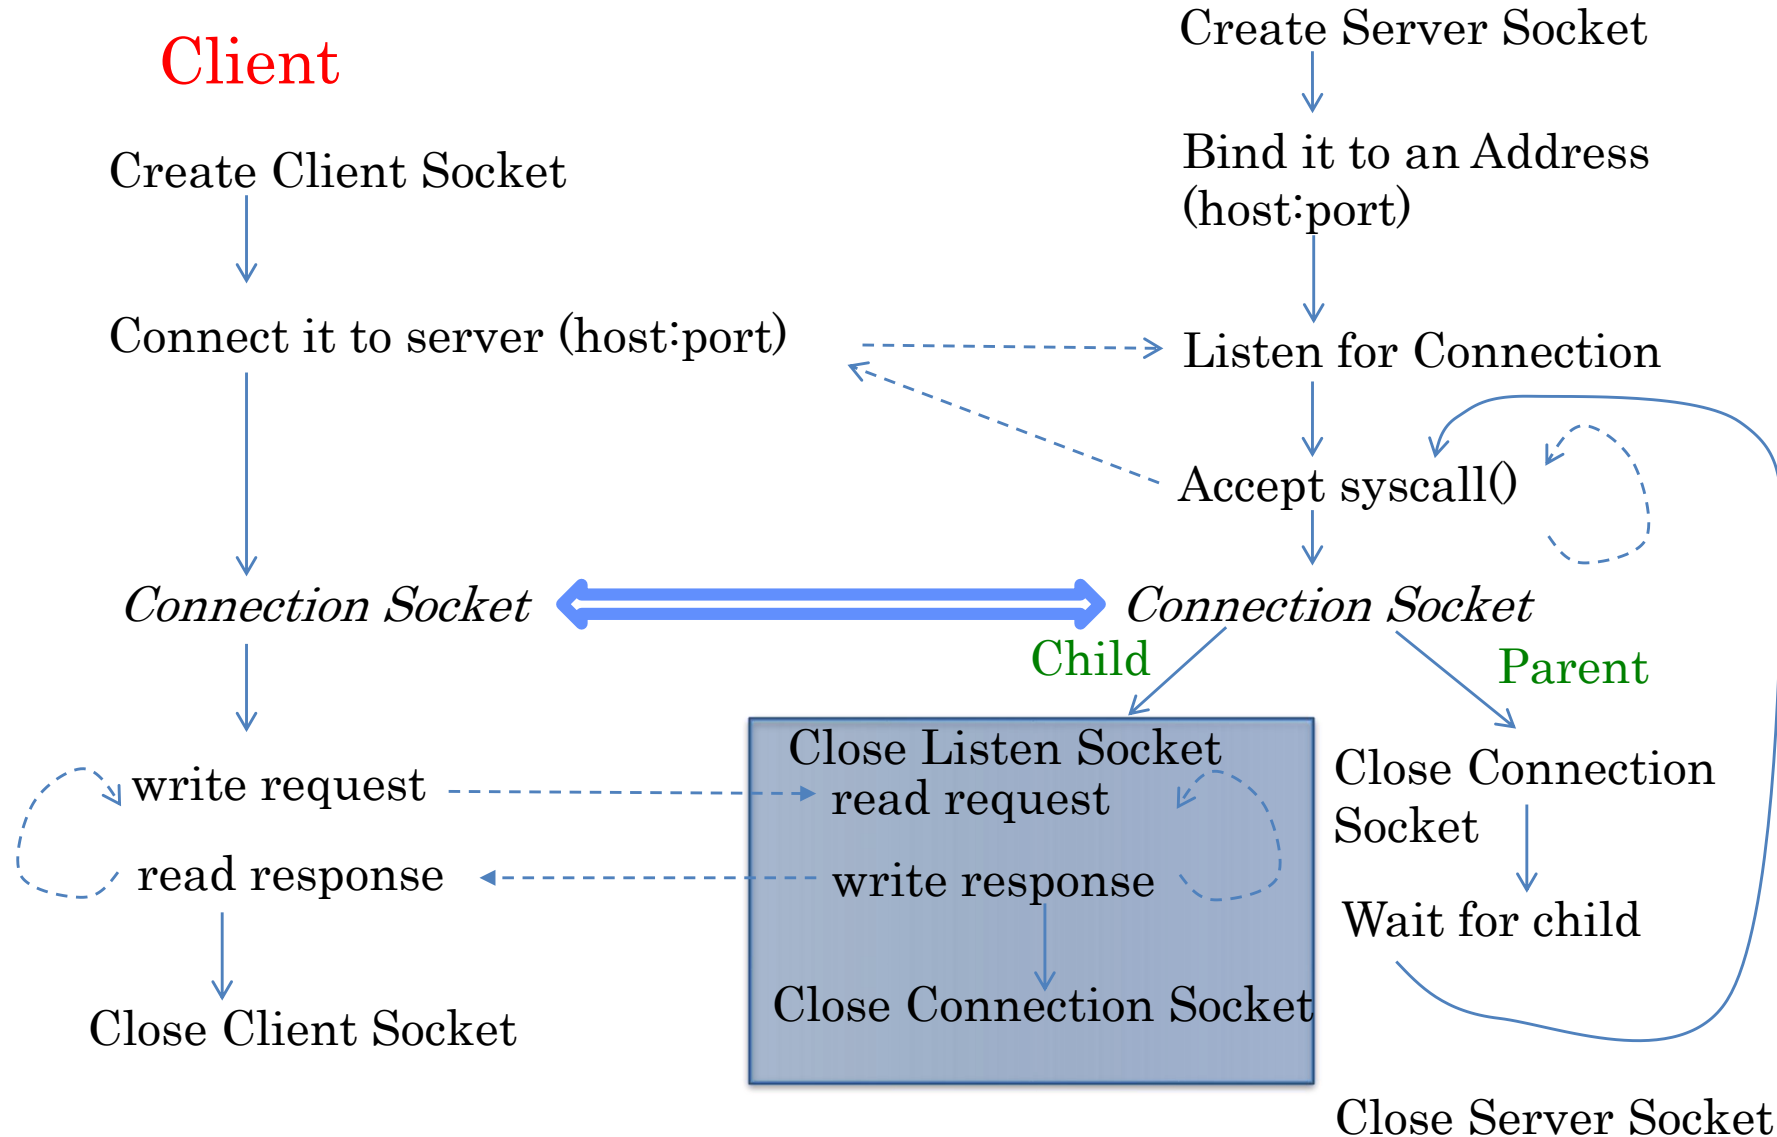 Client
Create Client Socket
Connect it to server (host:port)
Connection Socket
write request
read response
Close Client Socket
Create Server Socket
Bind it to an Address
(host:port)
Listen for Connection
Accept syscall()
Connection Socket
Child
Close Listen Socket
read request
write response
Close Connection Socket
Parent
Close Connection
Socket
Wait for child
Close Server Socket